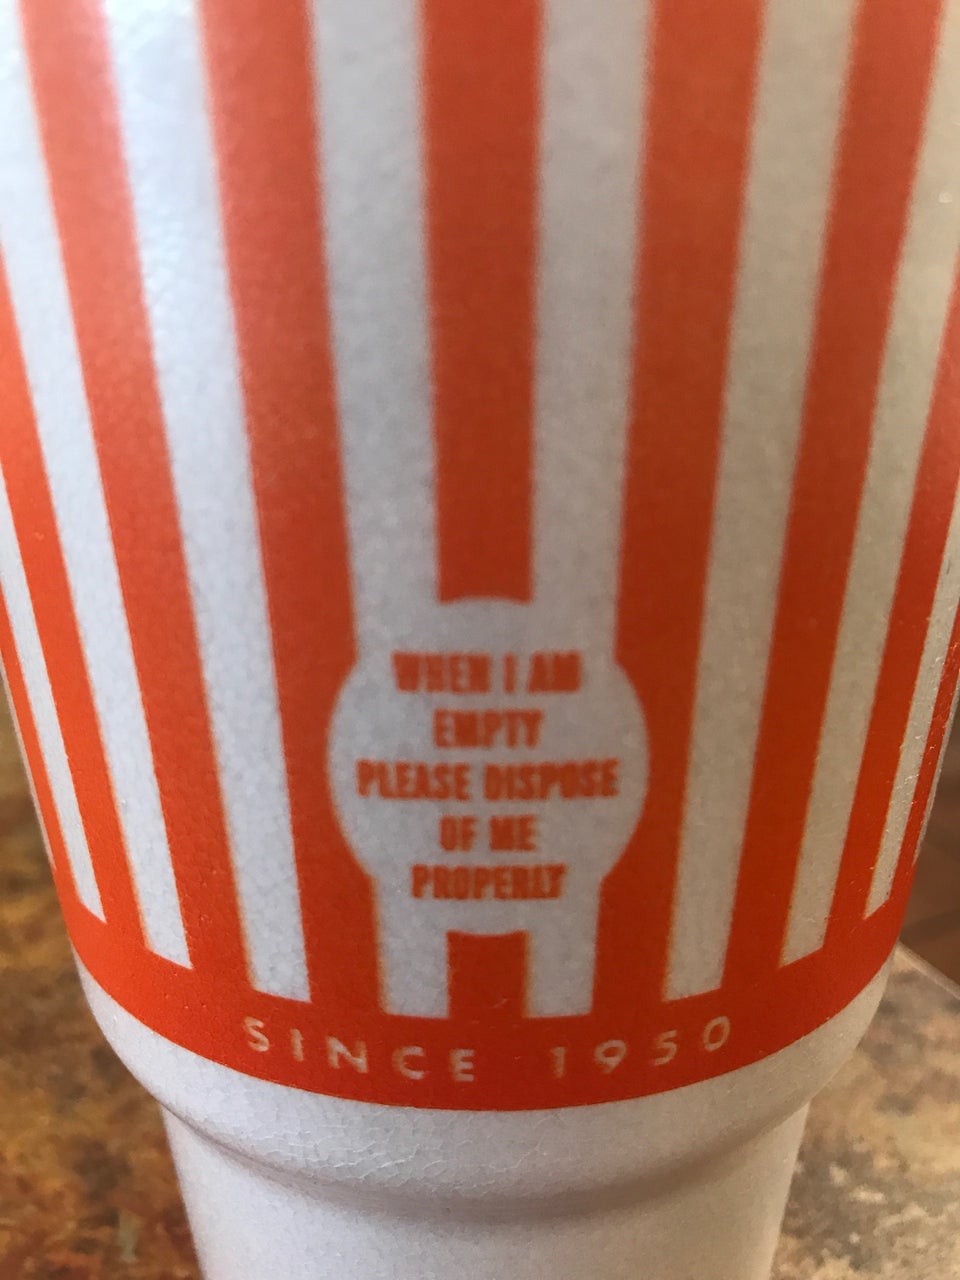 WHEN I AM
EMPTY
PLEASE DISPOSE
OF ME
PROPERLY
SINCE 1950